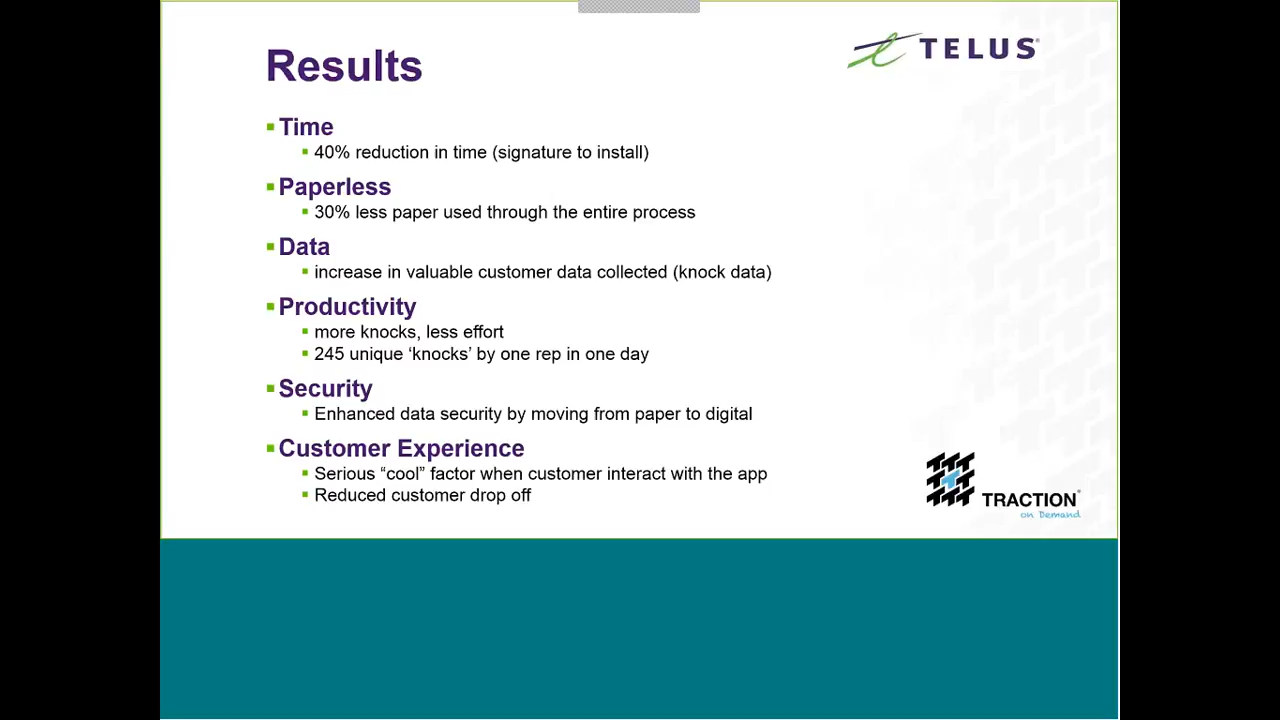 Results
TELUS®
Time
40% reduction in time (signature to install)
Paperless
30% less paper used through the entire process
Data
increase in valuable customer data collected (knock data)
Productivity
more knocks, less effort
245 unique ‘knocks’ by one rep in one day
Security
Enhanced data security by moving from paper to digital
Customer Experience
Serious “cool” factor when customer interact with the app
Reduced customer drop off
TRACTION®
on Demand